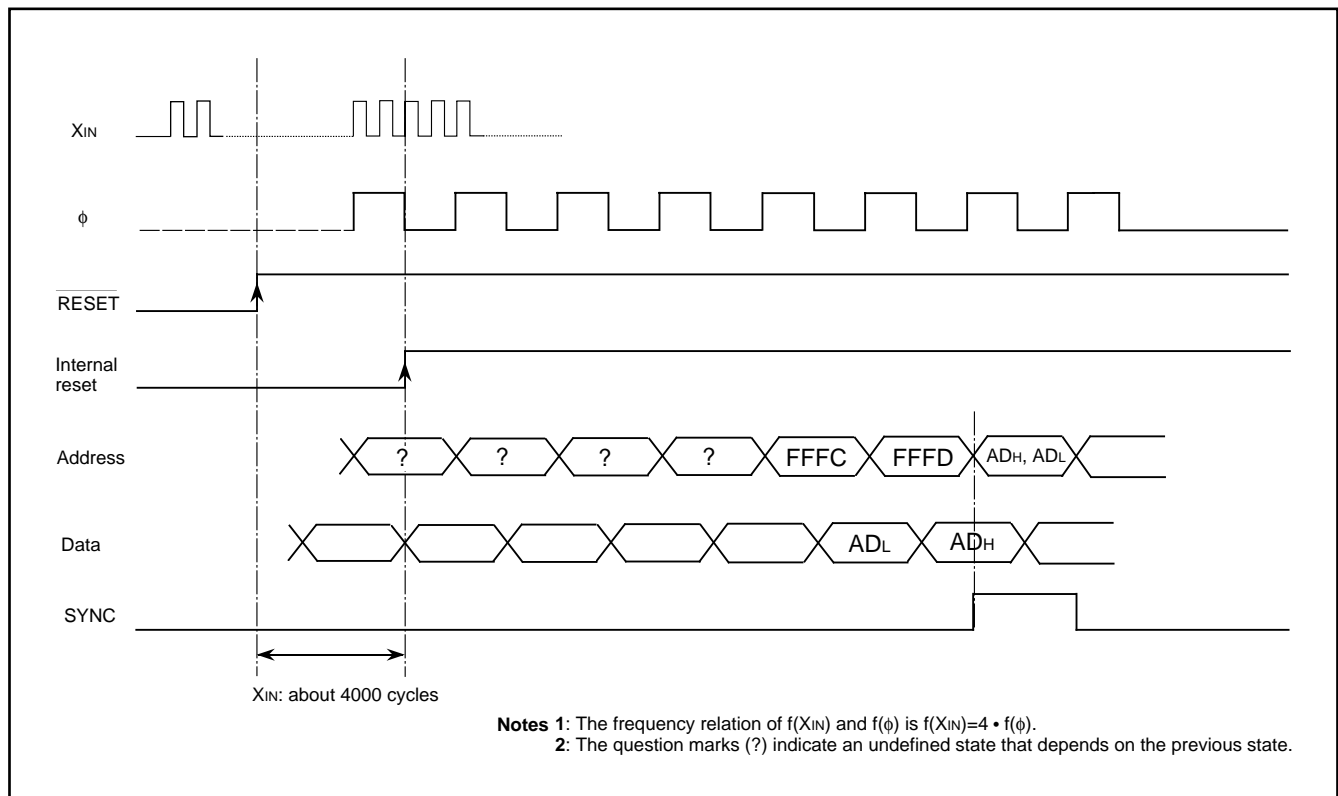 XIN
ϕ
RESET
Internal
reset
Address
? ? ? ? FFFC FFFD ADH, ADL
Data
ADL ADH
SYNC
XIN: about 4000 cycles
Notes 1: The frequency relation of f(XIN) and f(ϕ) is f(XIN)=4 • f(ϕ).
2: The question marks (?) indicate an undefined state that depends on the previous state.